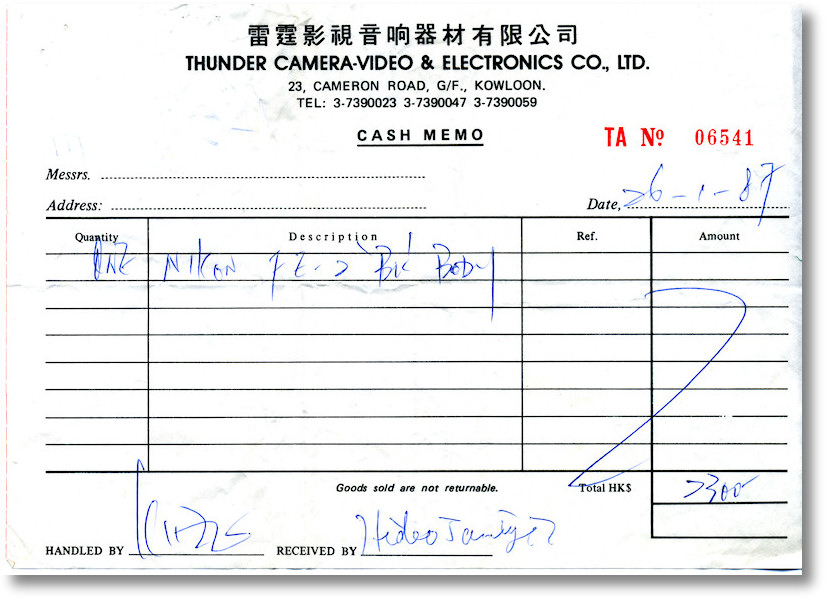 雷霆影視音响器材有限公司
THUNDER CAMERA-VIDEO & ELECTRONICS CO., LTD.
23, CAMERON ROAD, G/F., KOWLOON.
TEL: 3-7390023 3-7390047 3-7390059
CASH MEMO
TA Nº 06541
Messrs.
Address:
Date, 26-1-87
Quantity Description Ref. Amount
ONE NIKON FE-2 BK BODY
Goods sold are not returnable. Total HK$ 2300
HANDLED BY RECEIVED BY Hideo